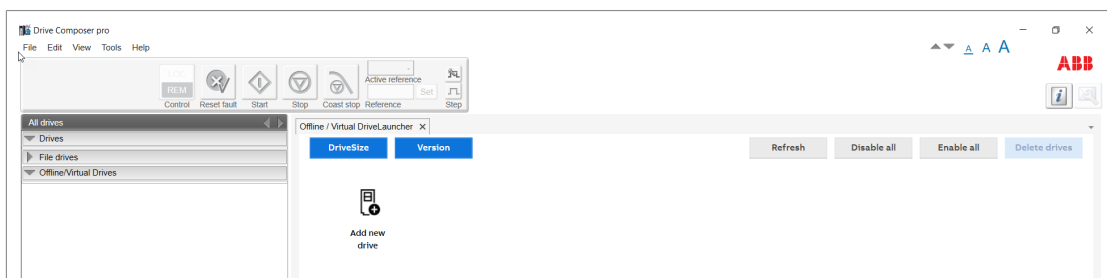 Drive Composer pro
File Edit View Tools Help
A A A
ABB
LOC
REM
Control
Reset fault
Start
Stop
Coast stop
Active reference
Reference
Set
Step
i
All drives
Drives
File drives
Offline/Virtual Drives
Offline / Virtual DriveLauncher X
DriveSize
Version
Refresh
Disable all
Enable all
Delete drives
Add new
drive